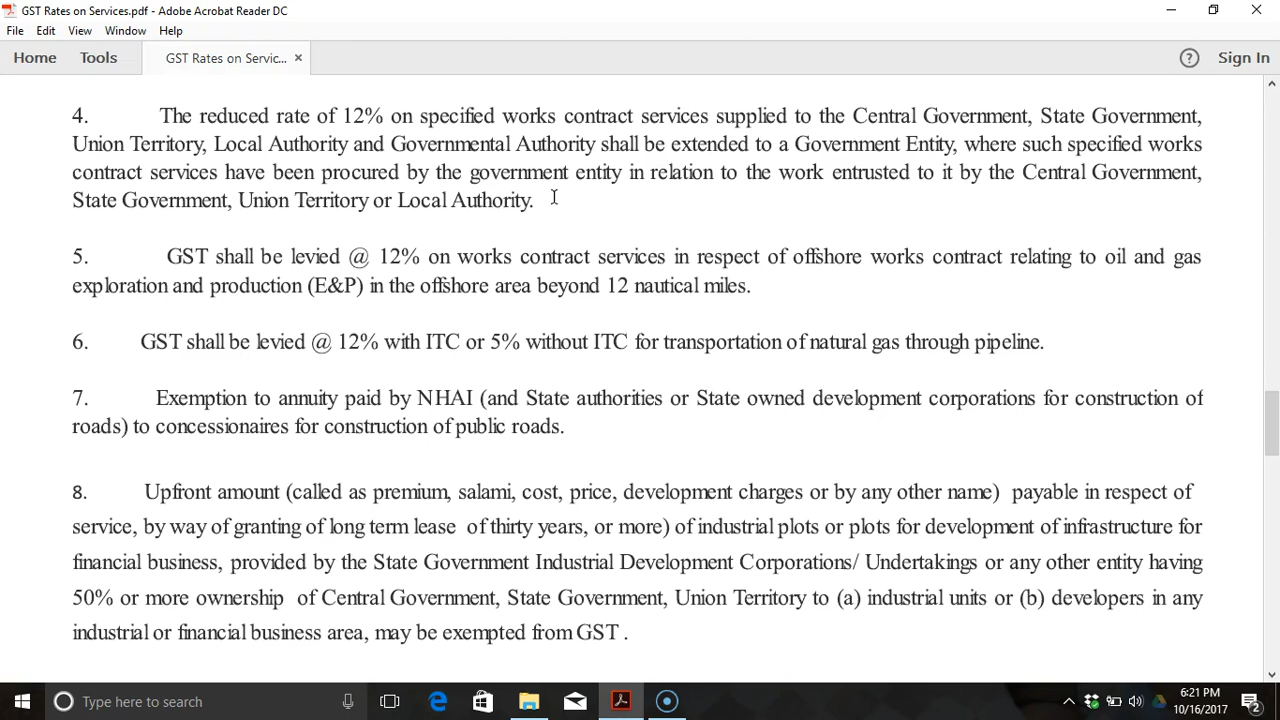 GST Rates on Services.pdf - Adobe Acrobat Reader DC
File Edit View Window Help
Home Tools GST Rates on Servic... × ? Sign In
4. The reduced rate of 12% on specified works contract services supplied to the Central Government, State Government,
Union Territory, Local Authority and Governmental Authority shall be extended to a Government Entity, where such specified works
contract services have been procured by the government entity in relation to the work entrusted to it by the Central Government,
State Government, Union Territory or Local Authority.
5. GST shall be levied @ 12% on works contract services in respect of offshore works contract relating to oil and gas
exploration and production (E&P) in the offshore area beyond 12 nautical miles.
6. GST shall be levied @ 12% with ITC or 5% without ITC for transportation of natural gas through pipeline.
7. Exemption to annuity paid by NHAI (and State authorities or State owned development corporations for construction of
roads) to concessionaires for construction of public roads.
8. Upfront amount (called as premium, salami, cost, price, development charges or by any other name) payable in respect of
service, by way of granting of long term lease of thirty years, or more) of industrial plots or plots for development of infrastructure for
financial business, provided by the State Government Industrial Development Corporations/ Undertakings or any other entity having
50% or more ownership of Central Government, State Government, Union Territory to (a) industrial units or (b) developers in any
industrial or financial business area, may be exempted from GST .
Type here to search
6:21 PM
10/16/2017
2